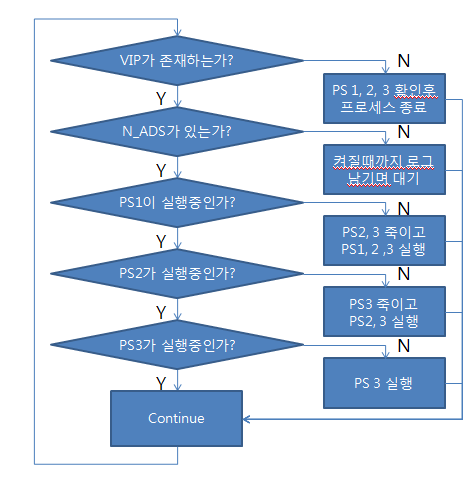 VIP가 존재하는가?
N
PS 1, 2, 3 확인후
프로세스 종료
Y
N_ADS가 있는가?
N
켜질때까지 로그
남기며 대기
Y
PS1이 실행중인가?
N
PS2, 3 죽이고
PS1, 2 ,3 실행
Y
PS2가 실행중인가?
N
PS3 죽이고
PS2, 3 실행
Y
PS3가 실행중인가?
N
PS 3 실행
Y
Continue